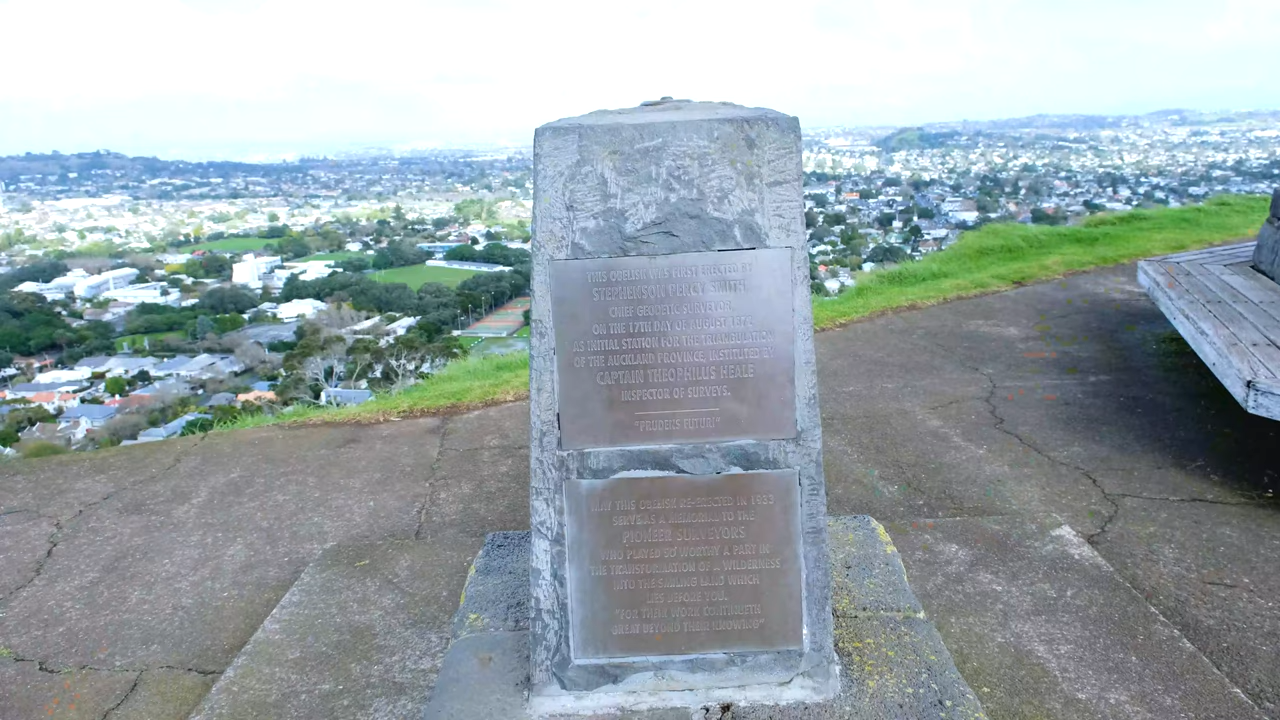 THIS OBELISK WAS FIRST ERECTED BY
STEPHENSON PERCY SMITH
CHIEF GEODETIC SURVEYOR,
ON THE 17TH DAY OF AUGUST 1872
AS INITIAL STATION FOR THE TRIANGULATION
OF THE AUCKLAND PROVINCE, INSTITUTED BY
CAPTAIN THEOPHILUS HEALE
INSPECTOR OF SURVEYS.
"PRUDENS FUTURI"
MAY THIS OBELISK RE-ERECTED IN 1933
SERVE AS A MEMORIAL TO THE
PIONEER SURVEYORS
WHO PLAYED SO WORTHY A PART IN
THE TRANSFORMATION OF A WILDERNESS
INTO THE SMILING LAND WHICH
LIES BEFORE YOU.
"FOR THEIR WORK CONTINUETH
GREAT BEYOND THEIR KNOWING"